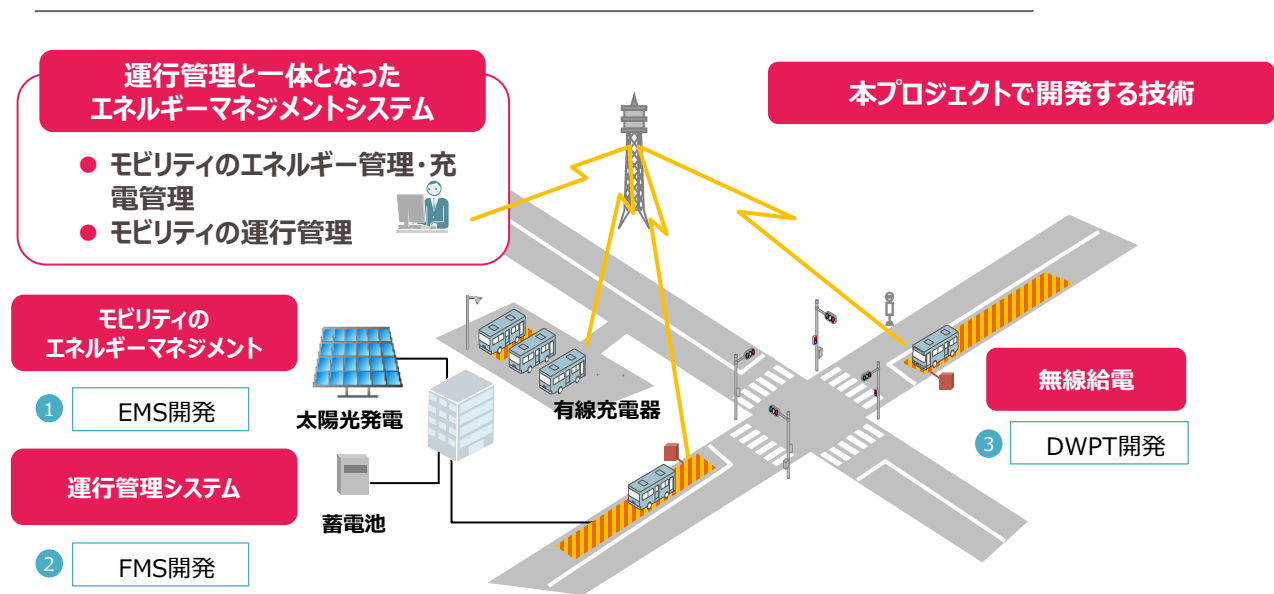 運行管理と一体となった
エネルギーマネジメントシステム
● モビリティのエネルギー管理・充
電管理
● モビリティの運行管理
本プロジェクトで開発する技術
モビリティの
エネルギーマネジメント
1 EMS開発
運行管理システム
2 FMS開発
太陽光発電
蓄電池
有線充電器
無線給電
3 DWPT開発